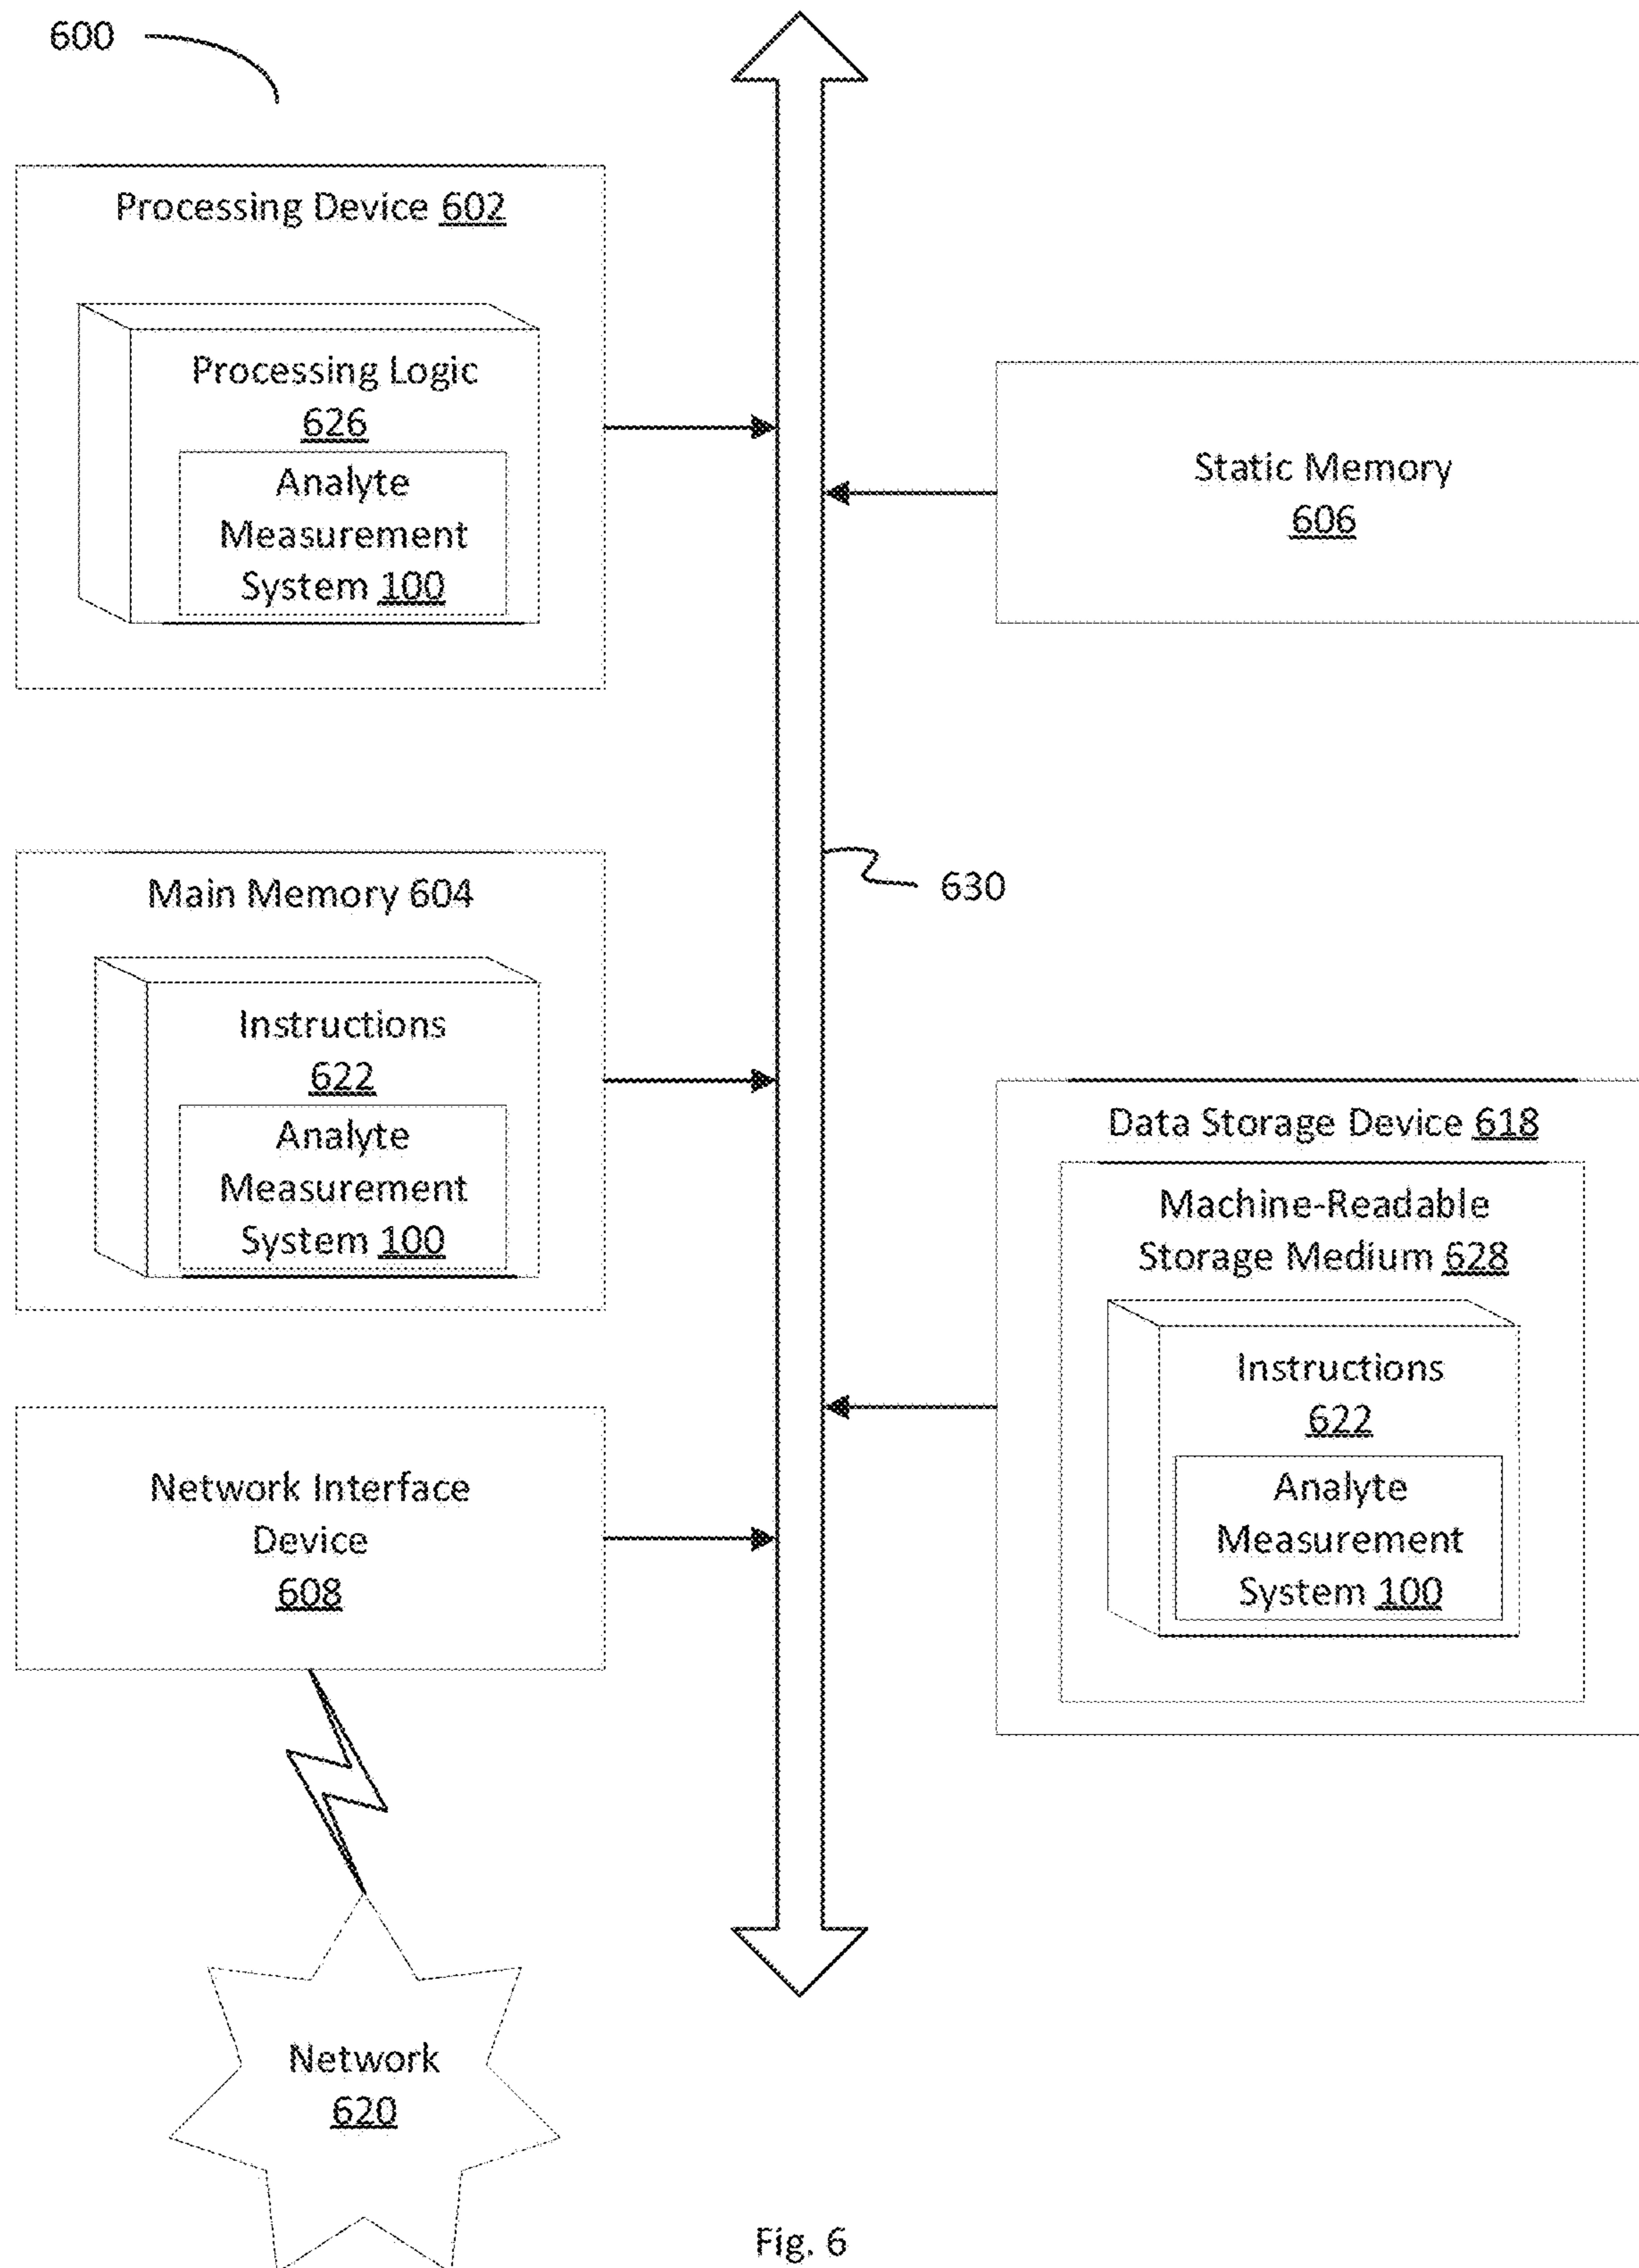 600
Processing Device 602
Processing Logic
626
Analyte
Measurement
System 100
Static Memory
606
Main Memory 604
630
Instructions
622
Analyte
Measurement
System 100
Data Storage Device 618
Machine-Readable
Storage Medium 628
Instructions
622
Analyte
Measurement
System 100
Network Interface
Device
608
Network
620
Fig. 6